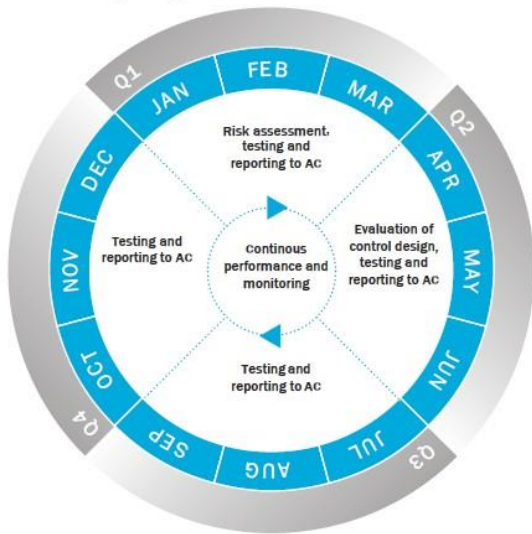 Q1
JAN
FEB
MAR
Q2
APR
MAY
JUN
Q3
JUL
AUG
SEP
Q4
OCT
NOV
DEC
Risk assessment,
testing and
reporting to AC
Evaluation of
control design,
testing and
reporting to AC
Testing and
reporting to AC
Testing and
reporting to AC
Continous
performance and
monitoring